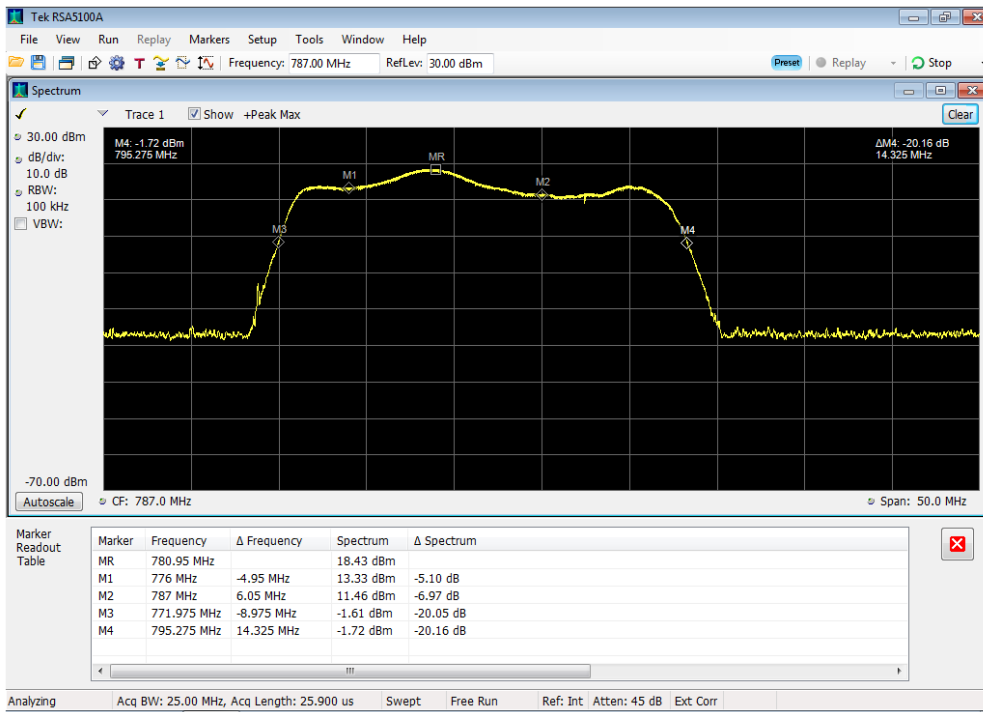 Tek RSA5100A
File View Run Replay Markers Setup Tools Window Help
T Frequency: 787.00 MHz RefLev: 30.00 dBm Preset Replay Stop
Spectrum
Trace 1 Show +Peak Max Clear
30.00 dBm
dB/div:
10.0 dB
RBW:
100 kHz
VBW:
-70.00 dBm
Autoscale
M4: -1.72 dBm
795.275 MHz
ΔM4: -20.16 dB
14.325 MHz
MR
M1
M2
M3
M4
CF: 787.0 MHz Span: 50.0 MHz
Marker
Readout
Table
Marker Frequency Δ Frequency Spectrum Δ Spectrum
MR 780.95 MHz 18.43 dBm
M1 776 MHz -4.95 MHz 13.33 dBm -5.10 dB
M2 787 MHz 6.05 MHz 11.46 dBm -6.97 dB
M3 771.975 MHz -8.975 MHz -1.61 dBm -20.05 dB
M4 795.275 MHz 14.325 MHz -1.72 dBm -20.16 dB
Analyzing Acq BW: 25.00 MHz, Acq Length: 25.900 us Swept Free Run Ref: Int Atten: 45 dB Ext Corr